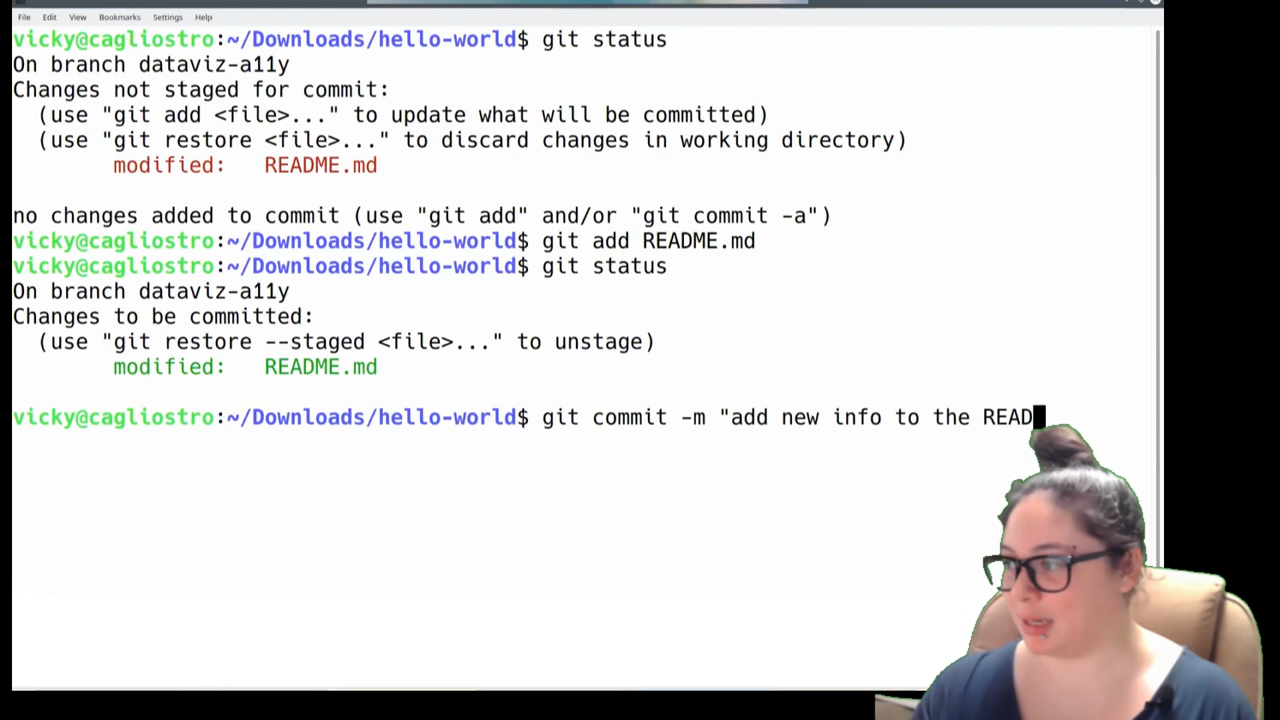 File Edit View Bookmarks Settings Help
vicky@cagliostro:~/Downloads/hello-world$ git status
On branch dataviz-a11y
Changes not staged for commit:
(use "git add <file>..." to update what will be committed)
(use "git restore <file>..." to discard changes in working directory)
modified: README.md
no changes added to commit (use "git add" and/or "git commit -a")
vicky@cagliostro:~/Downloads/hello-world$ git add README.md
vicky@cagliostro:~/Downloads/hello-world$ git status
On branch dataviz-a11y
Changes to be committed:
(use "git restore --staged <file>..." to unstage)
modified: README.md
vicky@cagliostro:~/Downloads/hello-world$ git commit -m "add new info to the READ